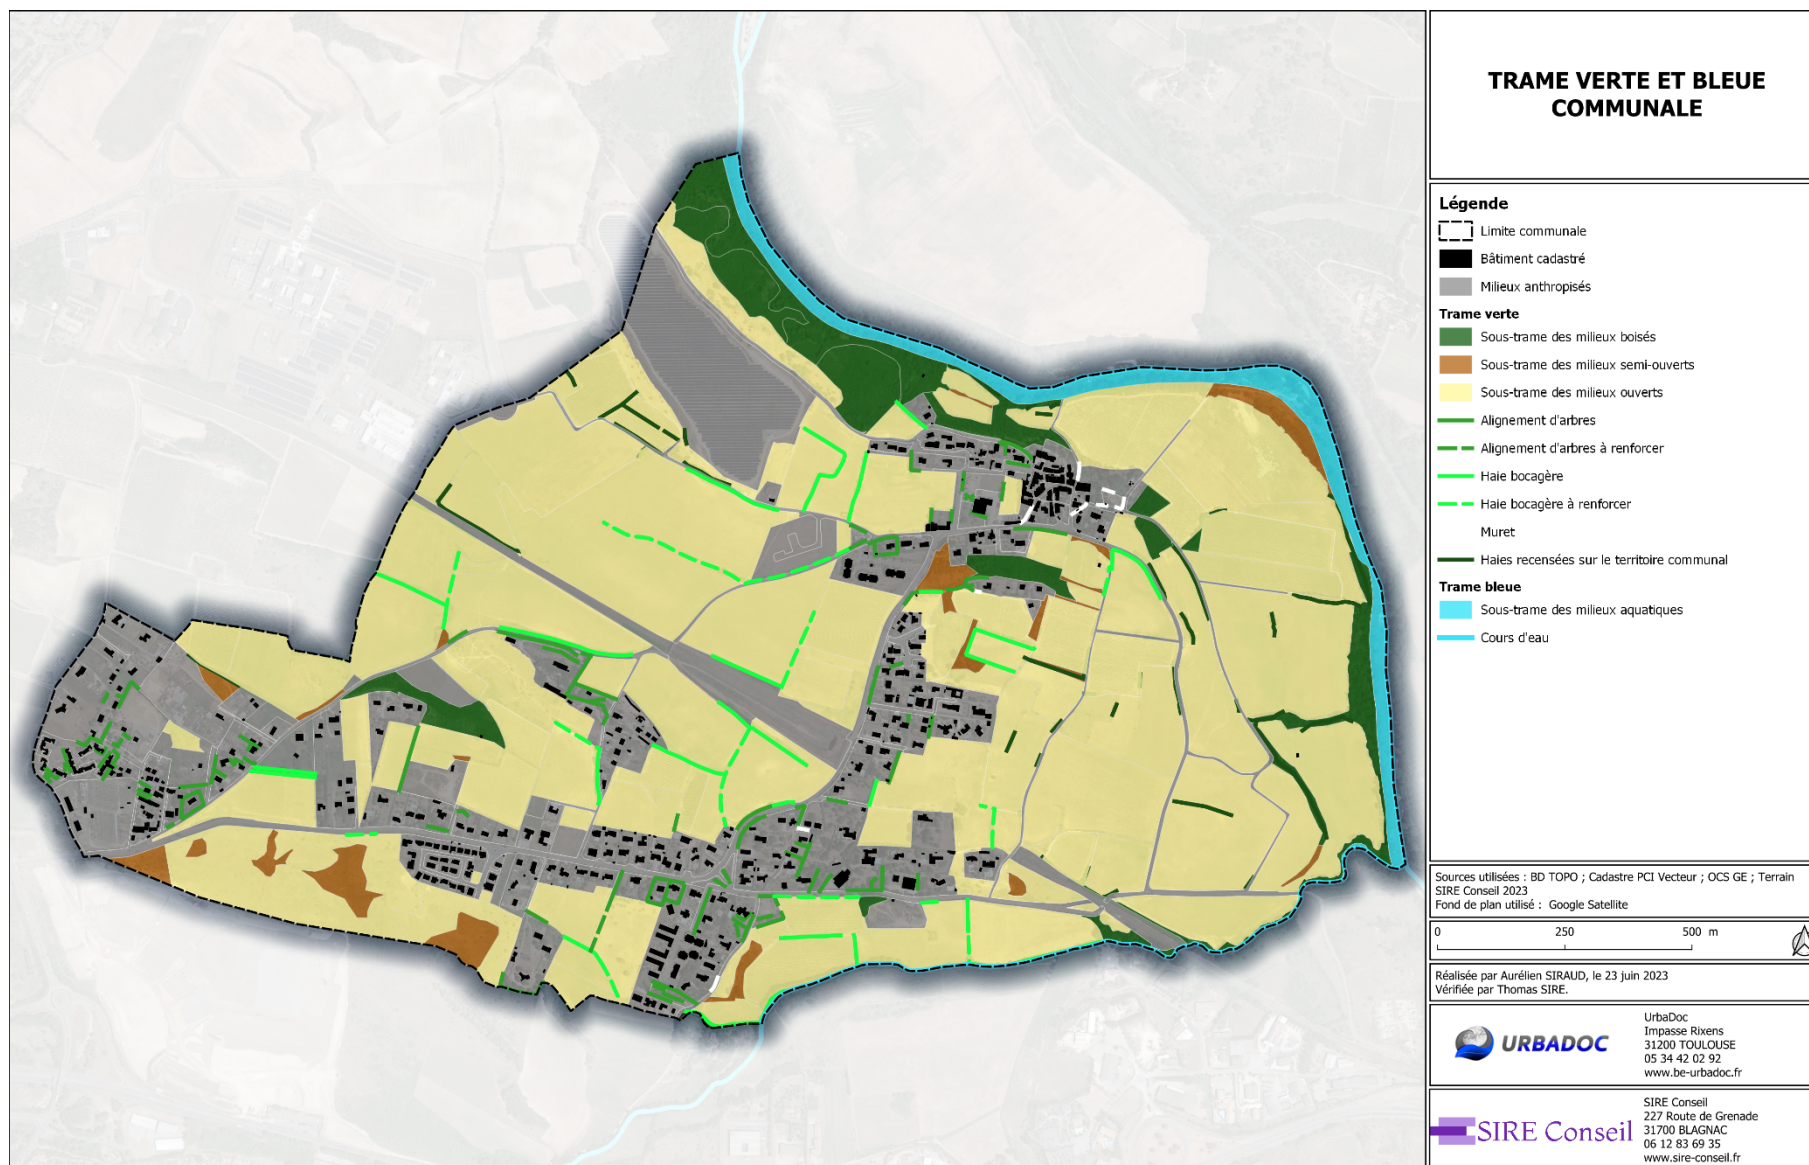 TRAME VERTE ET BLEUE
COMMUNALE
Légende
Limite communale
Bâtiment cadastré
Milieux anthropisés
Trame verte
Sous-trame des milieux boisés
Sous-trame des milieux semi-ouverts
Sous-trame des milieux ouverts
Alignement d'arbres
Alignement d'arbres à renforcer
Haie bocagère
Haie bocagère à renforcer
Muret
Haies recensées sur le territoire communal
Trame bleue
Sous-trame des milieux aquatiques
Cours d'eau
Sources utilisées : BD TOPO ; Cadastre PCI Vecteur ; OCS GE ; Terrain
SIRE Conseil 2023
Fond de plan utilisé : Google Satellite
0 250 500 m
Réalisée par Aurélien SIRAUD, le 23 juin 2023
Vérifiée par Thomas SIRE.
URBADOC
UrbaDoc
Impasse Rixens
31200 TOULOUSE
05 34 42 02 92
www.be-urbadoc.fr
SIRE Conseil
SIRE Conseil
227 Route de Grenade
31700 BLAGNAC
06 12 83 69 35
www.sire-conseil.fr